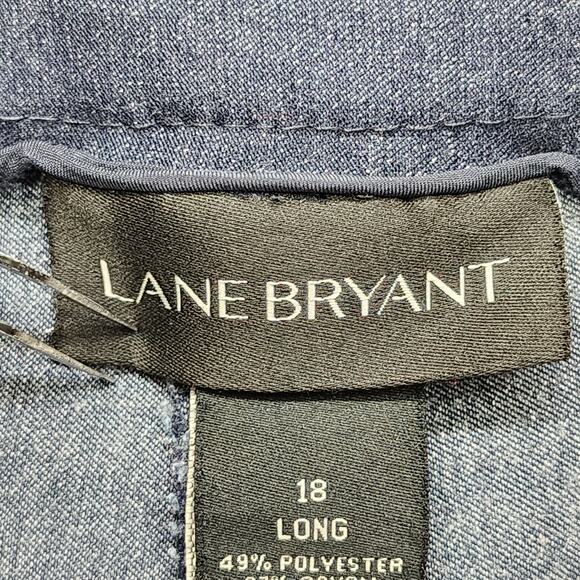 LANE BRYANT
18
LONG
49% POLYESTER